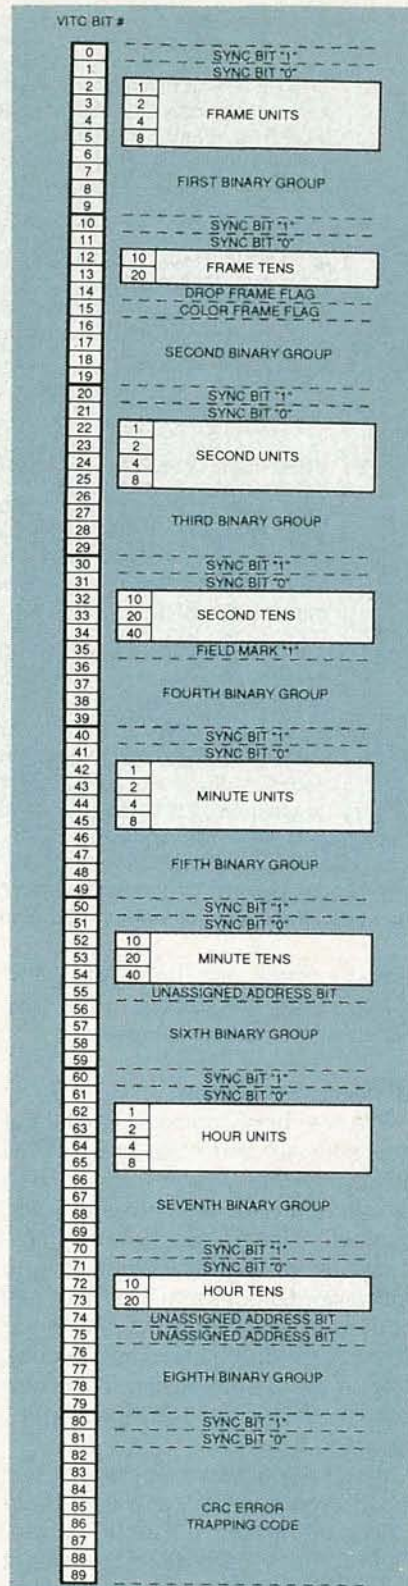 VITC BIT #
0 SYNC BIT "1"
1 SYNC BIT "0"
2 1
3 2 FRAME UNITS
4 4
5 8
6
7
8 FIRST BINARY GROUP
9
10 SYNC BIT "1"
11 SYNC BIT "0"
12 10 FRAME TENS
13 20
14 DROP FRAME FLAG
15 COLOR FRAME FLAG
16
17
18 SECOND BINARY GROUP
19
20 SYNC BIT "1"
21 SYNC BIT "0"
22 1
23 2 SECOND UNITS
24 4
25 8
26
27 THIRD BINARY GROUP
28
29
30 SYNC BIT "1"
31 SYNC BIT "0"
32 10
33 20 SECOND TENS
34 40
35 FIELD MARK "1"
36
37 FOURTH BINARY GROUP
38
39
40 SYNC BIT "1"
41 SYNC BIT "0"
42 1
43 2 MINUTE UNITS
44 4
45 8
46
47 FIFTH BINARY GROUP
48
49
50 SYNC BIT "1"
51 SYNC BIT "0"
52 10
53 20 MINUTE TENS
54 40
55 UNASSIGNED ADDRESS BIT
56
57 SIXTH BINARY GROUP
58
59
60 SYNC BIT "1"
61 SYNC BIT "0"
62 1
63 2 HOUR UNITS
64 4
65 8
66
67 SEVENTH BINARY GROUP
68
69
70 SYNC BIT "1"
71 SYNC BIT "0"
72 10 HOUR TENS
73 20
74 UNASSIGNED ADDRESS BIT
75 UNASSIGNED ADDRESS BIT
76
77 EIGHTH BINARY GROUP
78
79
80 SYNC BIT "1"
81 SYNC BIT "0"
82
83
84
85 CRC ERROR
86 TRAPPING CODE
87
88
89